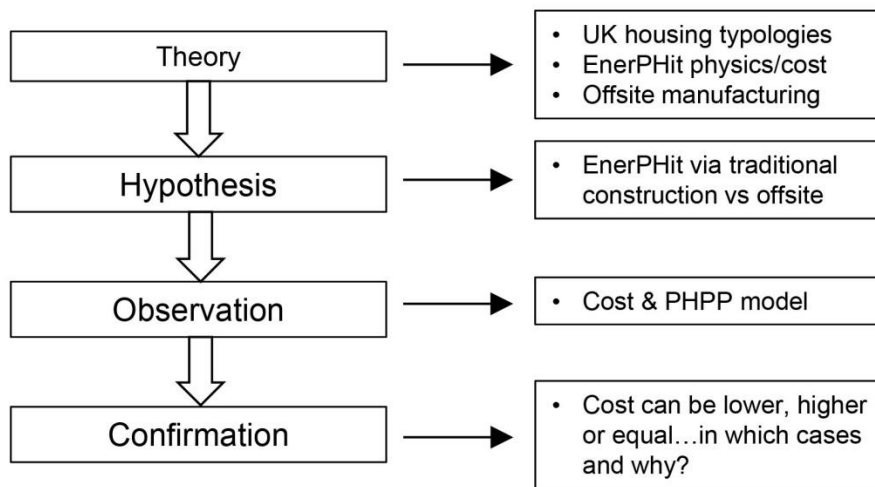 Theory
• UK housing typologies
• EnerPHit physics/cost
• Offsite manufacturing
Hypothesis
• EnerPHit via traditional
construction vs offsite
Observation
• Cost & PHPP model
Confirmation
• Cost can be lower, higher
or equal…in which cases
and why?